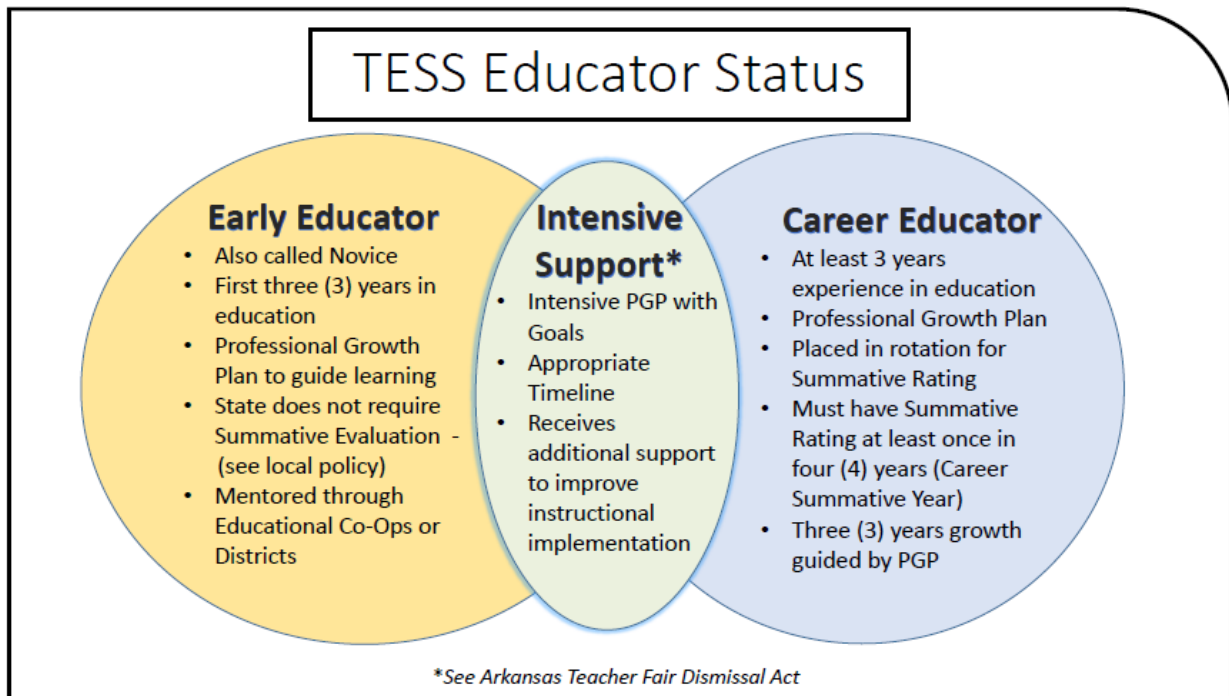 TESS Educator Status
Early Educator
• Also called Novice
• First three (3) years in
education
• Professional Growth
Plan to guide learning
• State does not require
Summative Evaluation -
(see local policy)
• Mentored through
Educational Co-Ops or
Districts
Intensive
Support*
• Intensive PGP with
Goals
• Appropriate
Timeline
• Receives
additional support
to improve
instructional
implementation
Career Educator
• At least 3 years
experience in education
• Professional Growth Plan
• Placed in rotation for
Summative Rating
• Must have Summative
Rating at least once in
four (4) years (Career
Summative Year)
• Three (3) years growth
guided by PGP
*See Arkansas Teacher Fair Dismissal Act